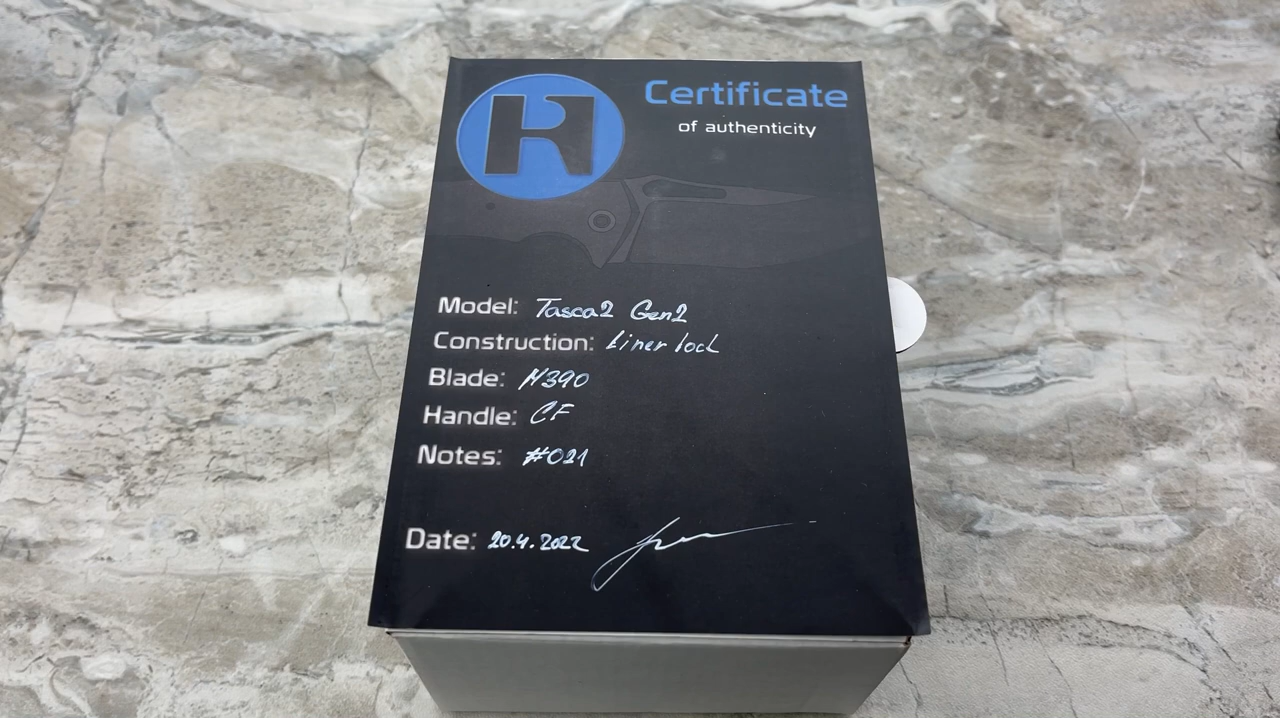 Certificate
of authenticity
Model: Tasca2 Gen2
Construction: Liner lock
Blade: M390
Handle: CF
Notes: #021
Date: 20.4.2022